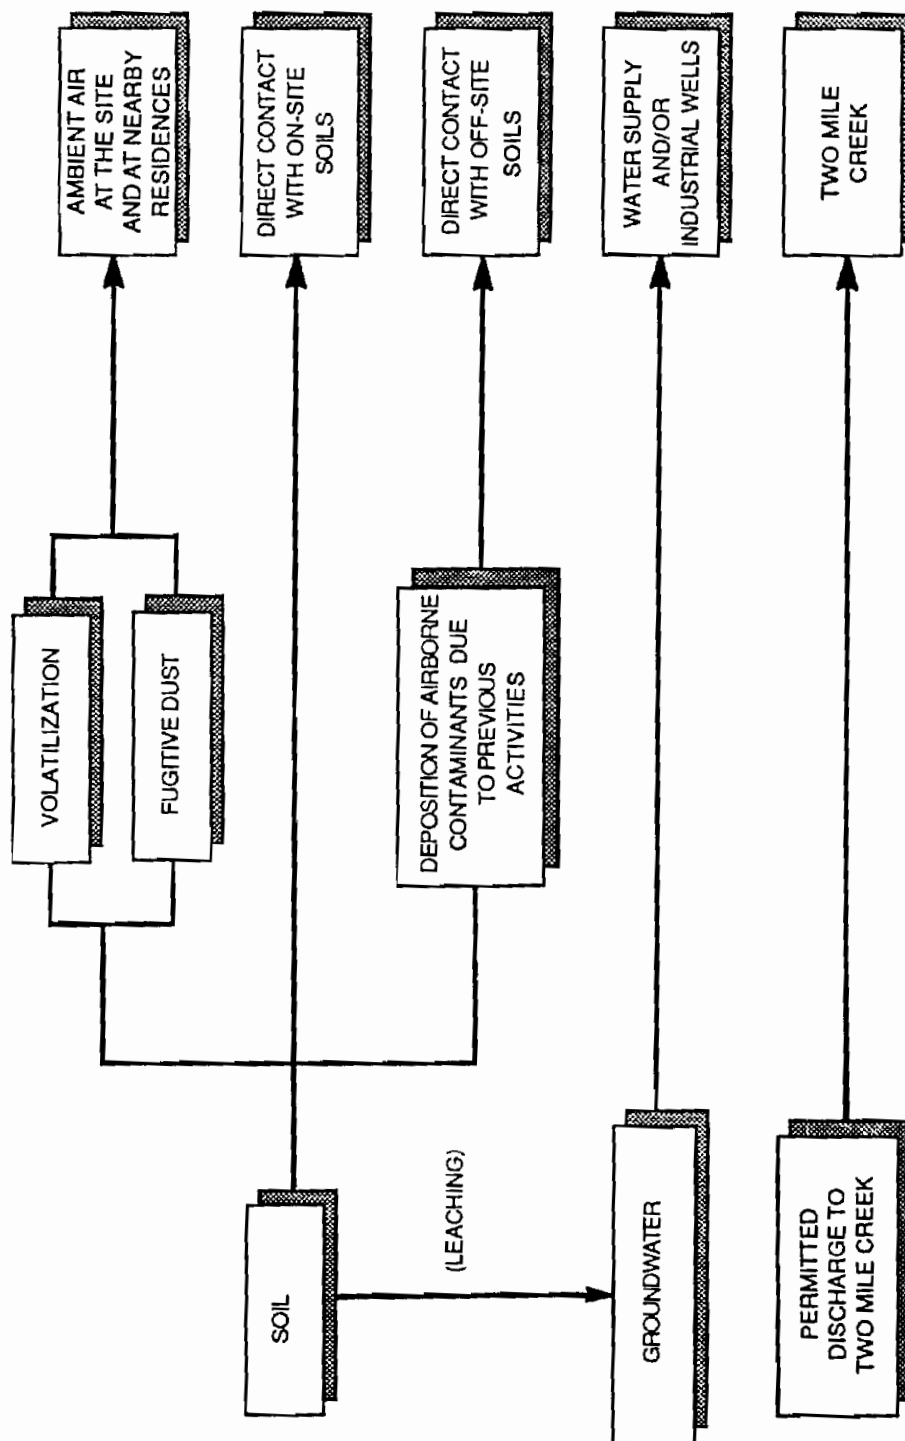 SOIL
(LEACHING)
GROUNDWATER
PERMITTED
DISCHARGE TO
TWO MILE CREEK
VOLATILIZATION
FUGITIVE DUST
DEPOSITION OF AIRBORNE
CONTAMINANTS DUE
TO PREVIOUS
ACTIVITIES
AMBIENT AIR
AT THE SITE
AND AT NEARBY
RESIDENCES
DIRECT CONTACT
WITH ON-SITE
SOILS
DIRECT CONTACT
WITH OFF-SITE
SOILS
WATER SUPPLY
AND/OR
INDUSTRIAL WELLS
TWO MILE
CREEK